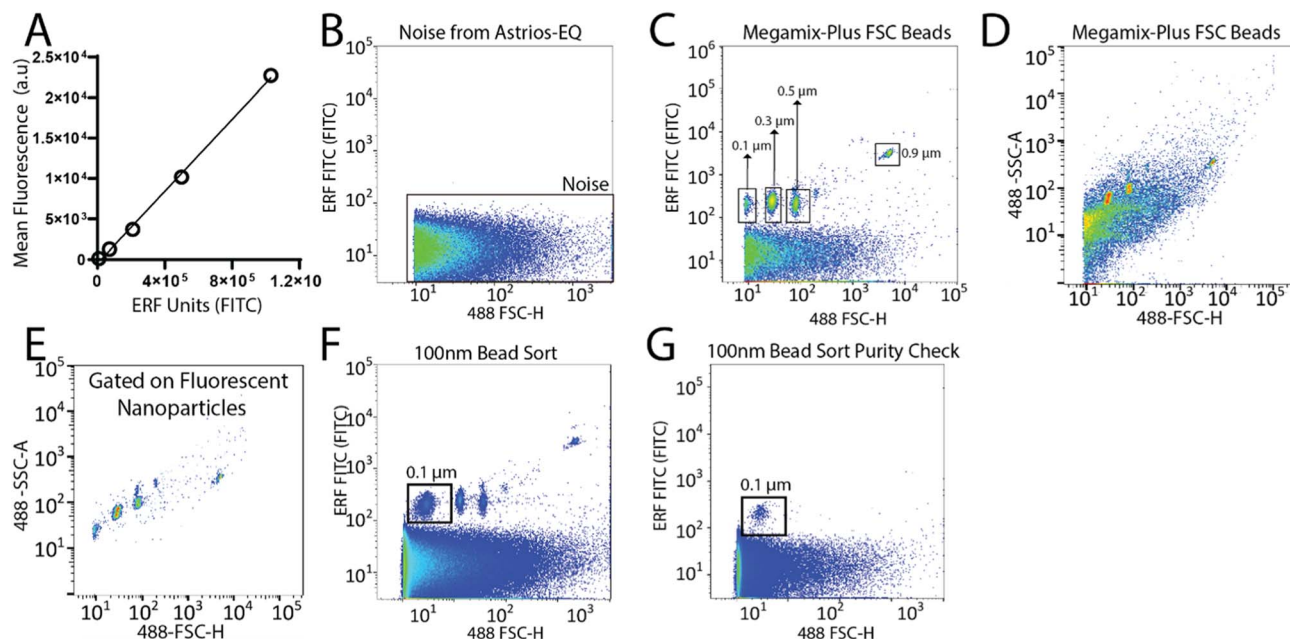 A
2.5×10⁴
2×10⁴
1.5×10⁴
1×10⁴
5×10³
0
Mean Fluorescence (a.u)
0
4×10⁵
8×10⁵
1.2×10
ERF Units (FITC)
B
Noise from Astrios-EQ
10⁵
10⁴
10³
10²
10¹
ERF FITC (FITC)
Noise
10¹
10²
10³
488 FSC-H
C
Megamix-Plus FSC Beads
10⁶
10⁵
10⁴
10³
10²
10¹
ERF FITC (FITC)
0.5 µm
0.3 µm
0.1 µm
0.9 µm
10¹
10²
10³
10⁴
10⁵
488 FSC-H
D
Megamix-Plus FSC Beads
10⁵
10⁴
10³
10²
10¹
488 -SSC-A
10¹
10²
10³
10⁴
10⁵
488-FSC-H
E
Gated on Fluorescent
Nanoparticles
10⁵
10⁴
10³
10²
10¹
488 -SSC-A
10¹
10²
10³
10⁴
10⁵
488-FSC-H
F
100nm Bead Sort
10⁵
10⁴
10³
10²
10¹
ERF FITC (FITC)
0.1 µm
10¹
10²
10³
488 FSC-H
G
100nm Bead Sort Purity Check
10⁵
10⁴
10³
10²
10¹
ERF FITC (FITC)
0.1 µm
10¹
10²
10³
488 FSC-H